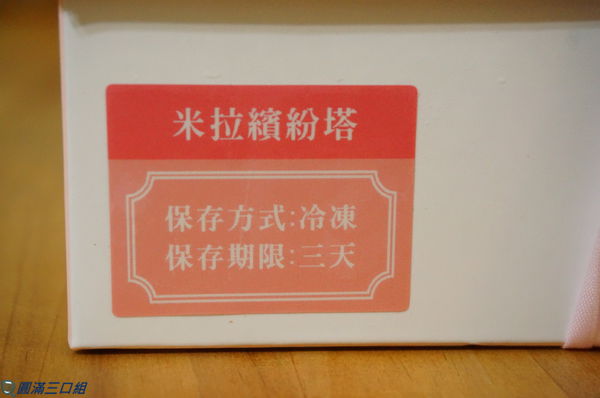 米拉繽紛塔
保存方式:冷凍
保存期限:三天
圓滿三口組